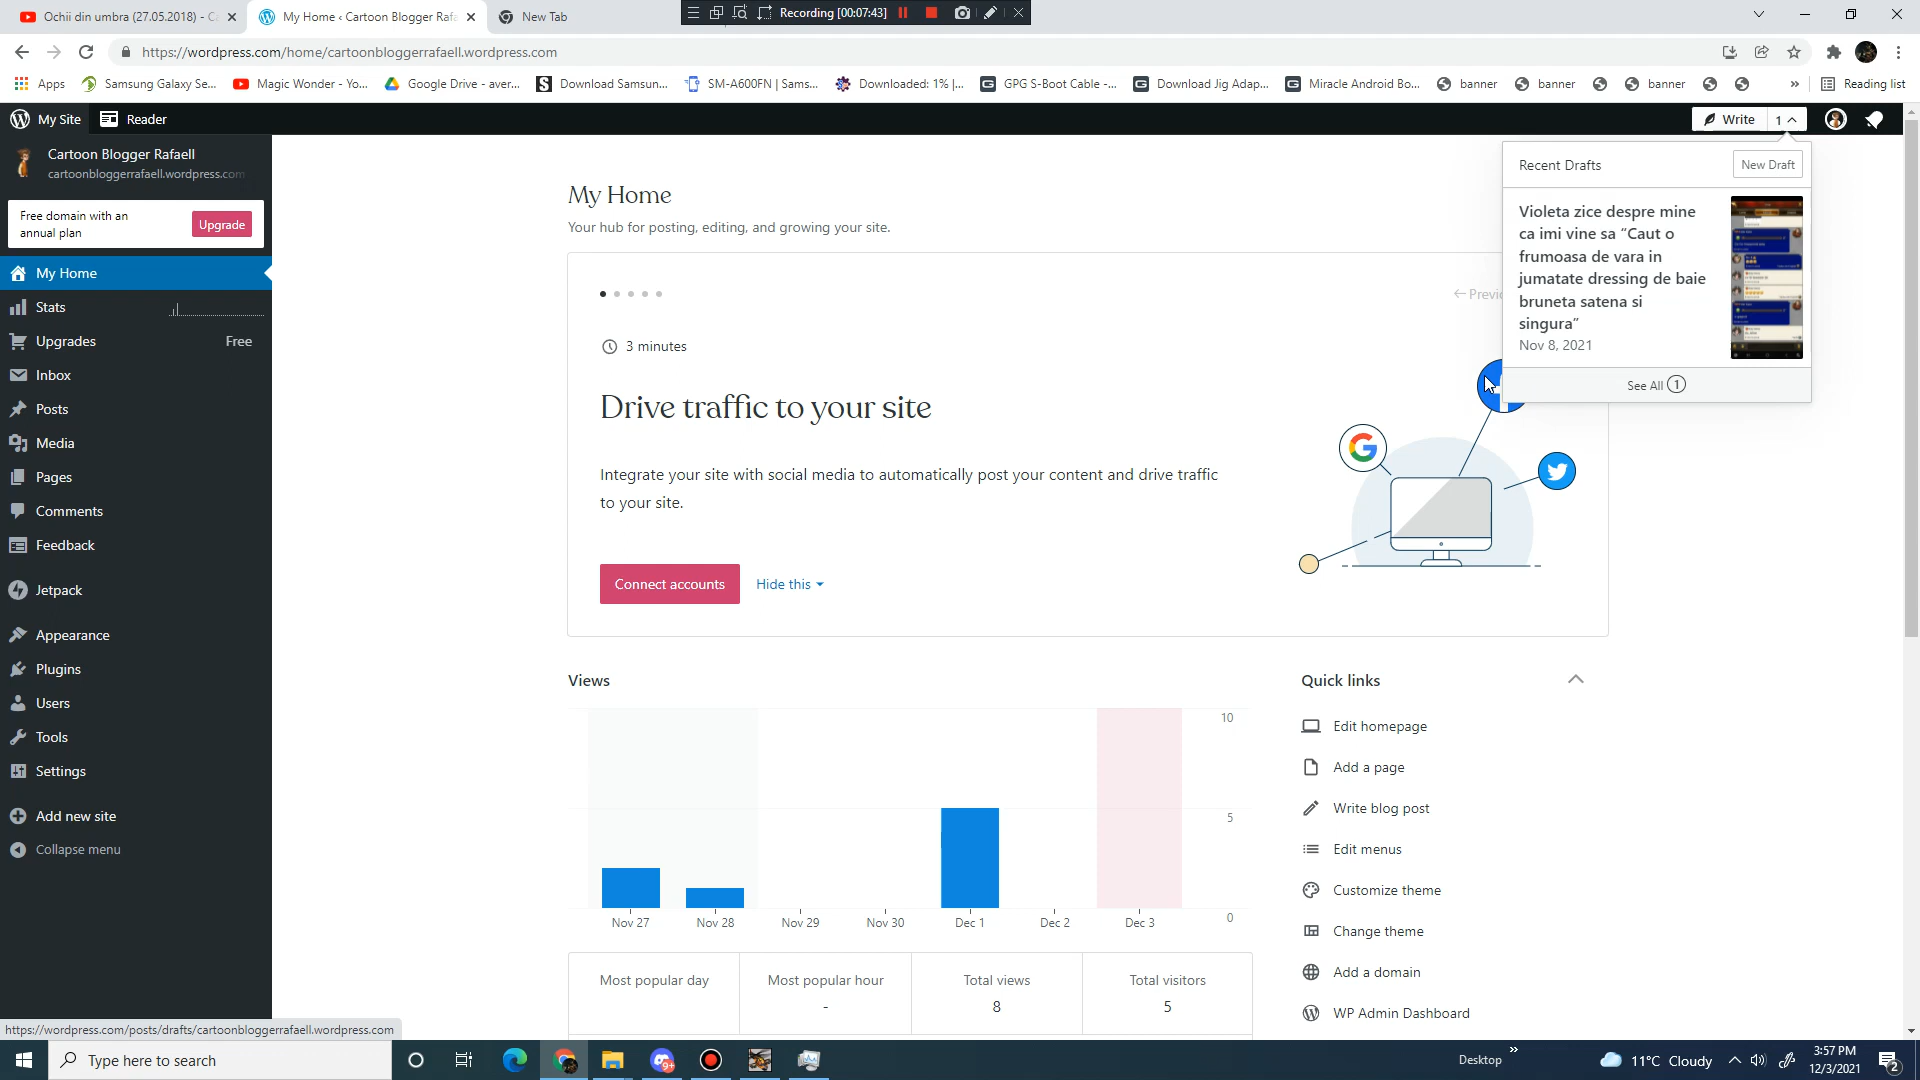 Ochii din umbra (27.05.2018) - Ca
My Home ‹ Cartoon Blogger Rafa
New Tab
Recording [00:07:43]
https://wordpress.com/home/cartoonbloggerrafaell.wordpress.com
Apps
Samsung Galaxy Se...
Magic Wonder - Yo...
Google Drive - aver...
Download Samsun...
SM-A600FN | Sams...
Downloaded: 1% |...
GPG S-Boot Cable -...
Download Jig Adap...
Miracle Android Bo...
banner
banner
banner
»
Reading list
My Site
Reader
Write
1
Cartoon Blogger Rafaell
cartoonbloggerrafaell.wordpress.com
Free domain with an
annual plan
Upgrade
My Home
Stats
Upgrades
Free
Inbox
Posts
Media
Pages
Comments
Feedback
Jetpack
Appearance
Plugins
Users
Tools
Settings
Add new site
Collapse menu
My Home
Your hub for posting, editing, and growing your site.
Previo
3 minutes
Drive traffic to your site
Integrate your site with social media to automatically post your content and drive traffic
to your site.
Connect accounts
Hide this
Recent Drafts
New Draft
Violeta zice despre mine
ca imi vine sa “Caut o
frumoasa de vara in
jumatate dressing de baie
bruneta satena si
singura”
Nov 8, 2021
See All 1
Views
10
5
0
Nov 27
Nov 28
Nov 29
Nov 30
Dec 1
Dec 2
Dec 3
Most popular day
Most popular hour
-
Total views
8
Total visitors
5
Quick links
Edit homepage
Add a page
Write blog post
Edit menus
Customize theme
Change theme
Add a domain
WP Admin Dashboard
https://wordpress.com/posts/drafts/cartoonbloggerrafaell.wordpress.com
Type here to search
9+
Desktop
»
11°C Cloudy
3:57 PM
12/3/2021
2